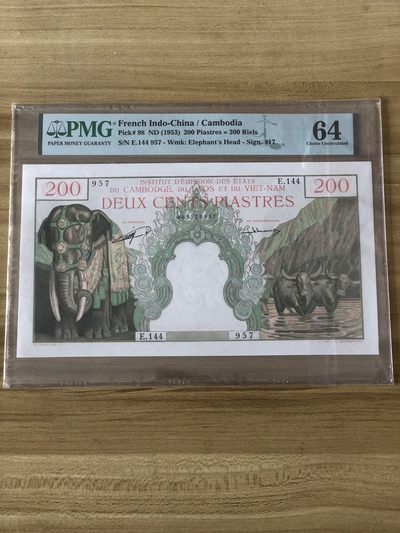 PMG
PAPER MONEY GUARANTY
French Indo-China / Cambodia
Pick# 98 ND (1953) 200 Piastres = 200 Riels
S/N E.144 957 - Wmk: Elephant's Head - Sign. #17
64
Choice Uncirculated
200
957
INSTITUT D'ÉMISSION DES ÉTATS
DU CAMBODGE, DU LAOS ET DU VIET-NAM
DEUX CENTS PIASTRES
E.144
200
E.144
957